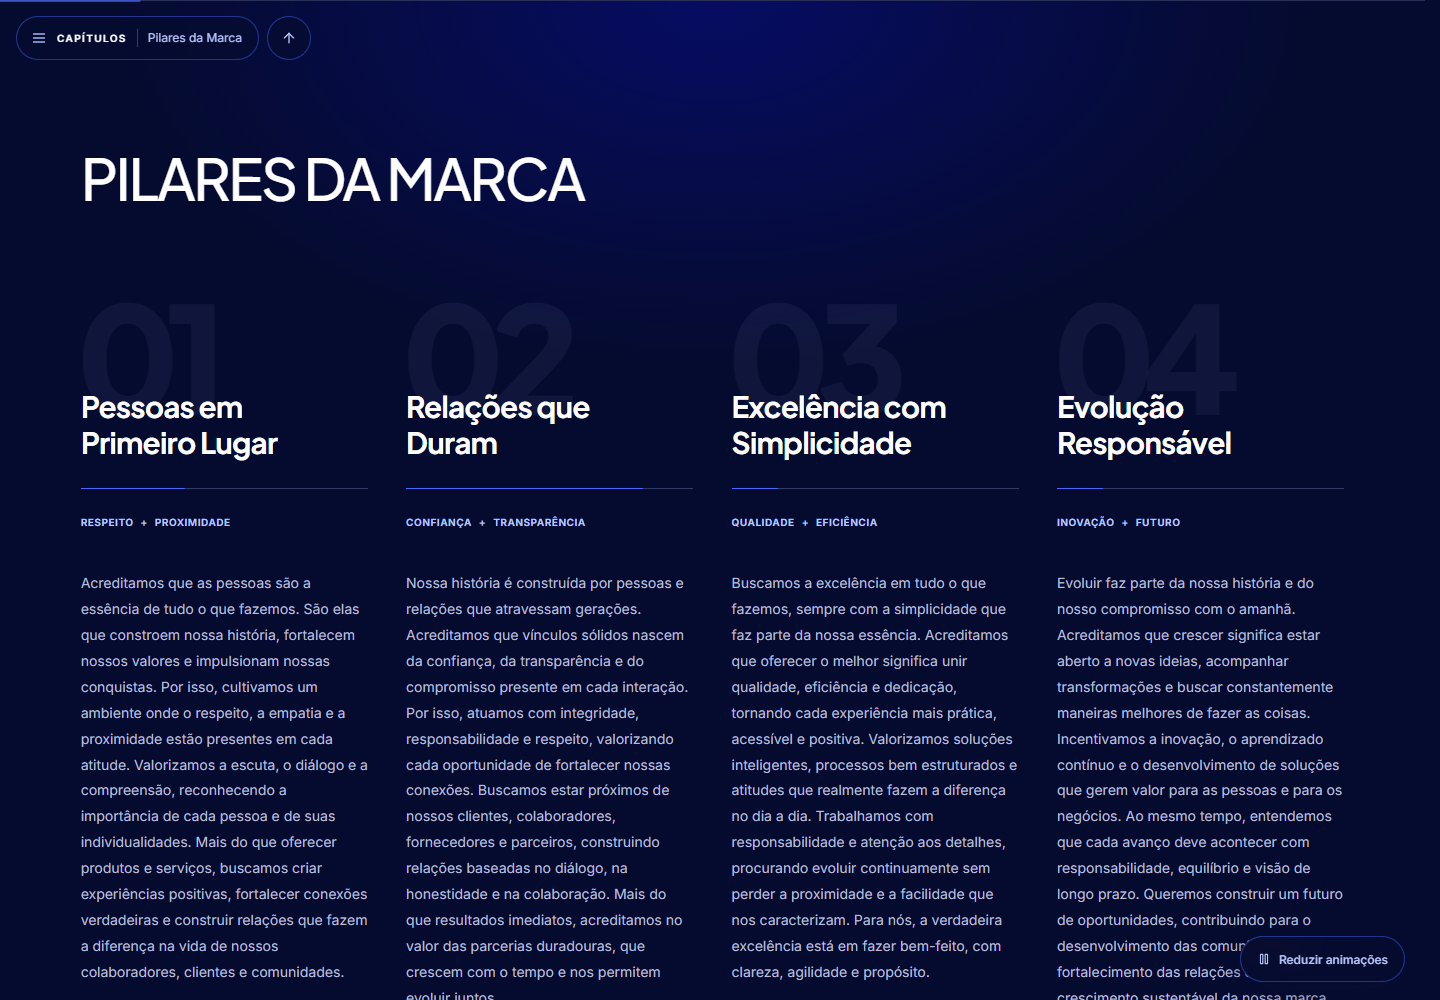 CAPÍTULOS
Pilares da Marca
PILARES DA MARCA
01
Pessoas em
Primeiro Lugar
RESPEITO + PROXIMIDADE
Acreditamos que as pessoas são a
essência de tudo o que fazemos. São elas
que constroem nossa história, fortalecem
nossos valores e impulsionam nossas
conquistas. Por isso, cultivamos um
ambiente onde o respeito, a empatia e a
proximidade estão presentes em cada
atitude. Valorizamos a escuta, o diálogo e a
compreensão, reconhecendo a
importância de cada pessoa e de suas
individualidades. Mais do que oferecer
produtos e serviços, buscamos criar
experiências positivas, fortalecer conexões
verdadeiras e construir relações que fazem
a diferença na vida de nossos
colaboradores, clientes e comunidades.
02
Relações que
Duram
CONFIANÇA + TRANSPARÊNCIA
Nossa história é construída por pessoas e
relações que atravessam gerações.
Acreditamos que vínculos sólidos nascem
da confiança, da transparência e do
compromisso presente em cada interação.
Por isso, atuamos com integridade,
responsabilidade e respeito, valorizando
cada oportunidade de fortalecer nossas
conexões. Buscamos estar próximos de
nossos clientes, colaboradores,
fornecedores e parceiros, construindo
relações baseadas no diálogo, na
honestidade e na colaboração. Mais do
que resultados imediatos, acreditamos no
valor das parcerias duradouras, que
crescem com o tempo e nos permitem
evoluir juntos.
03
Excelência com
Simplicidade
QUALIDADE + EFICIÊNCIA
Buscamos a excelência em tudo o que
fazemos, sempre com a simplicidade que
faz parte da nossa essência. Acreditamos
que oferecer o melhor significa unir
qualidade, eficiência e dedicação,
tornando cada experiência mais prática,
acessível e positiva. Valorizamos soluções
inteligentes, processos bem estruturados e
atitudes que realmente fazem a diferença
no dia a dia. Trabalhamos com
responsabilidade e atenção aos detalhes,
procurando evoluir continuamente sem
perder a proximidade e a facilidade que
nos caracterizam. Para nós, a verdadeira
excelência está em fazer bem-feito, com
clareza, agilidade e propósito.
04
Evolução
Responsável
INOVAÇÃO + FUTURO
Evoluir faz parte da nossa história e do
nosso compromisso com o amanhã.
Acreditamos que crescer significa estar
aberto a novas ideias, acompanhar
transformações e buscar constantemente
maneiras melhores de fazer as coisas.
Incentivamos a inovação, o aprendizado
contínuo e o desenvolvimento de soluções
que gerem valor para as pessoas e para os
negócios. Ao mesmo tempo, entendemos
que cada avanço deve acontecer com
responsabilidade, equilíbrio e visão de
longo prazo. Queremos construir um futuro
de oportunidades, contribuindo para o
desenvolvimento das
fortalecimento das relações
crescimento sustentável da nossa marca
Reduzir animações